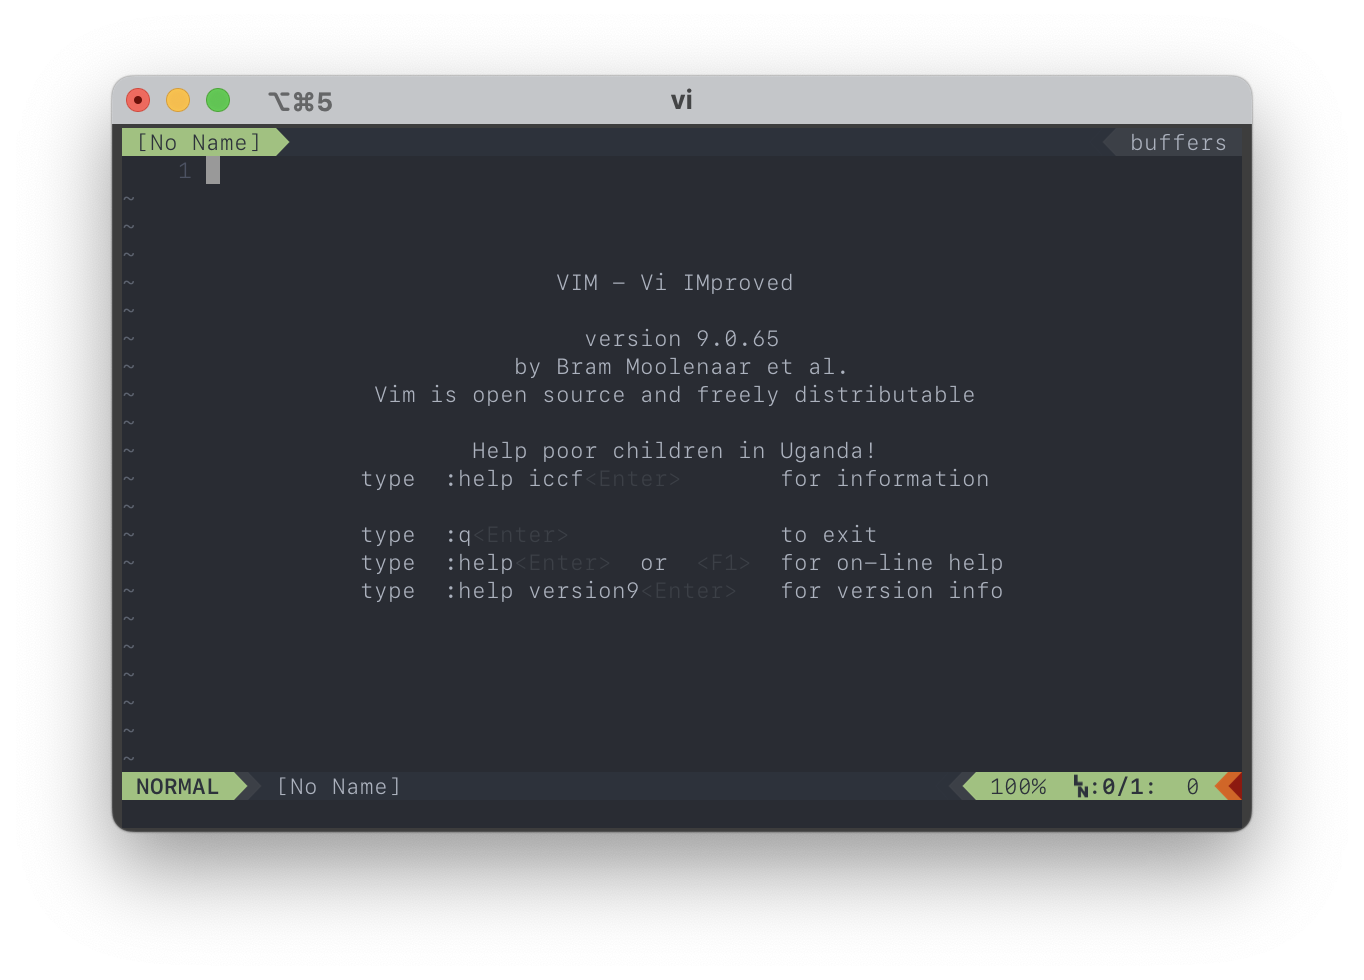 ⌥⌘5 vi
[No Name] buffers
1
~
~
~
~ VIM - Vi IMproved
~
~ version 9.0.65
~ by Bram Moolenaar et al.
~ Vim is open source and freely distributable
~
~ Help poor children in Uganda!
~ type :help iccf<Enter> for information
~
~ type :q<Enter> to exit
~ type :help<Enter> or <F1> for on-line help
~ type :help version9<Enter> for version info
~
~
~
~
~
~
NORMAL [No Name] 100% ␤:0/1: 0